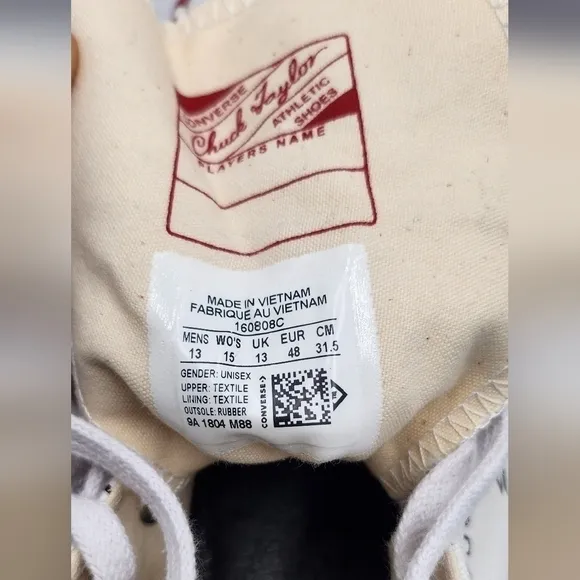 CONVERSE
Chuck Taylor
ATHLETIC
SHOES
PLAYERS NAME
MADE IN VIETNAM
FABRIQUE AU VIETNAM
160808C
MENS WO'S UK EUR CM
13 15 13 48 31.5
GENDER: UNISEX
UPPER: TEXTILE
LINING: TEXTILE
OUTSOLE: RUBBER
9A 1804 M88
CONVERSE